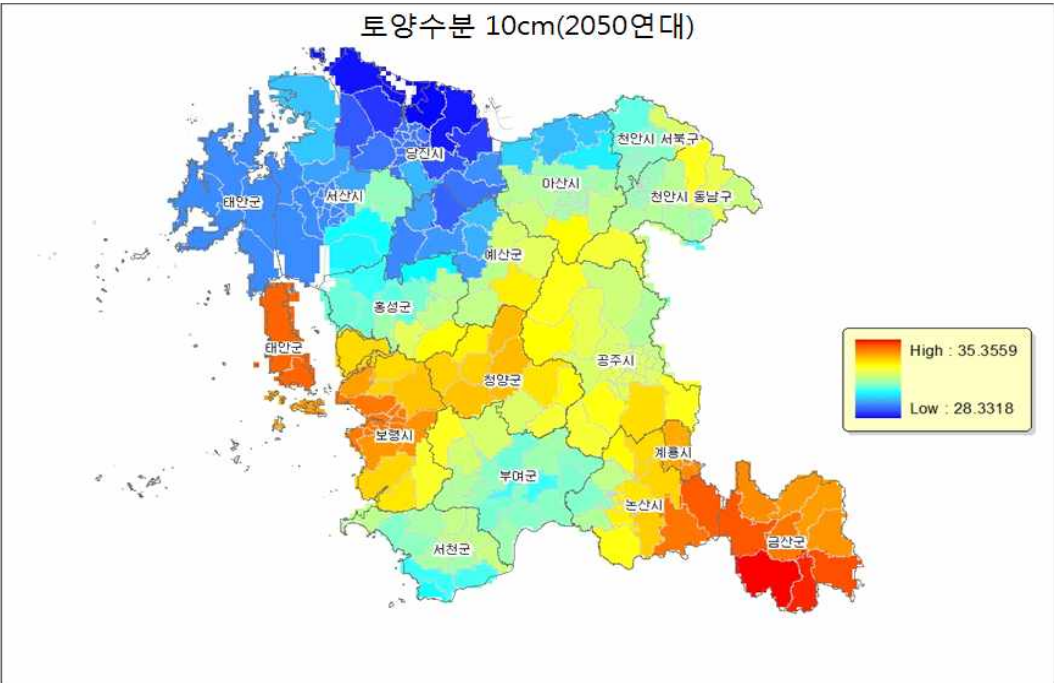 토양수분 10cm(2050연대)
천안시 서북구
당진시
아산시
천안시 동남구
태안군
서산시
예산군
홍성군
태안군
공주시
청양군
보령시
계룡시
부여군
논산시
금산군
서천군
High : 35.3559
Low : 28.3318